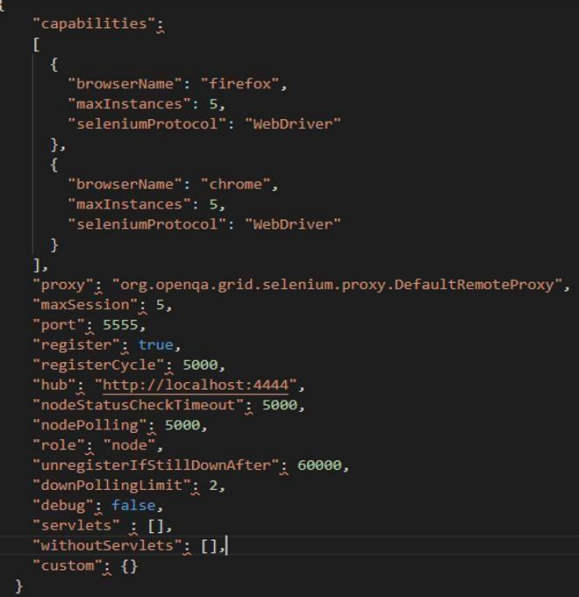 {
"capabilities":
[
{
"browserName": "firefox",
"maxInstances": 5,
"seleniumProtocol": "WebDriver"
},
{
"browserName": "chrome",
"maxInstances": 5,
"seleniumProtocol": "WebDriver"
}
],
"proxy": "org.openqa.grid.selenium.proxy.DefaultRemoteProxy",
"maxSession": 5,
"port": 5555,
"register": true,
"registerCycle": 5000,
"hub": "http://localhost:4444",
"nodeStatusCheckTimeout": 5000,
"nodePolling": 5000,
"role": "node",
"unregisterIfStillDownAfter": 60000,
"downPollingLimit": 2,
"debug": false,
"servlets" : [],
"withoutServlets": [],
"custom": {}
}